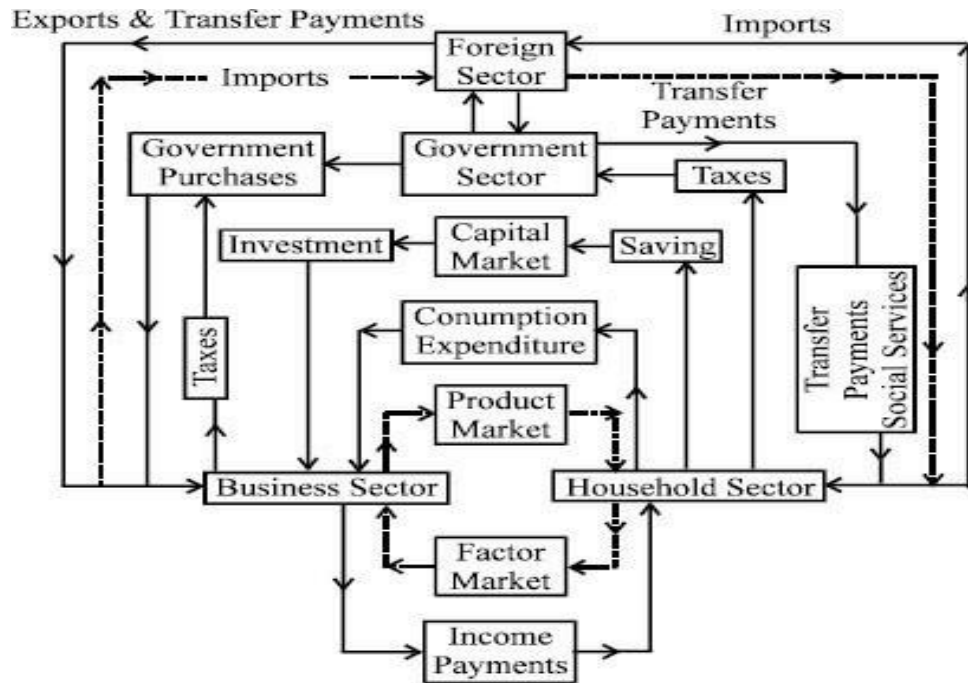 Exports & Transfer Payments
Imports
Foreign
Sector
Imports
Transfer
Payments
Government
Purchases
Government
Sector
Taxes
Investment
Capital
Market
Saving
Conumption
Expenditure
Taxes
Transfer
Payments
Social Services
Product
Market
Business Sector
Household Sector
Factor
Market
Income
Payments